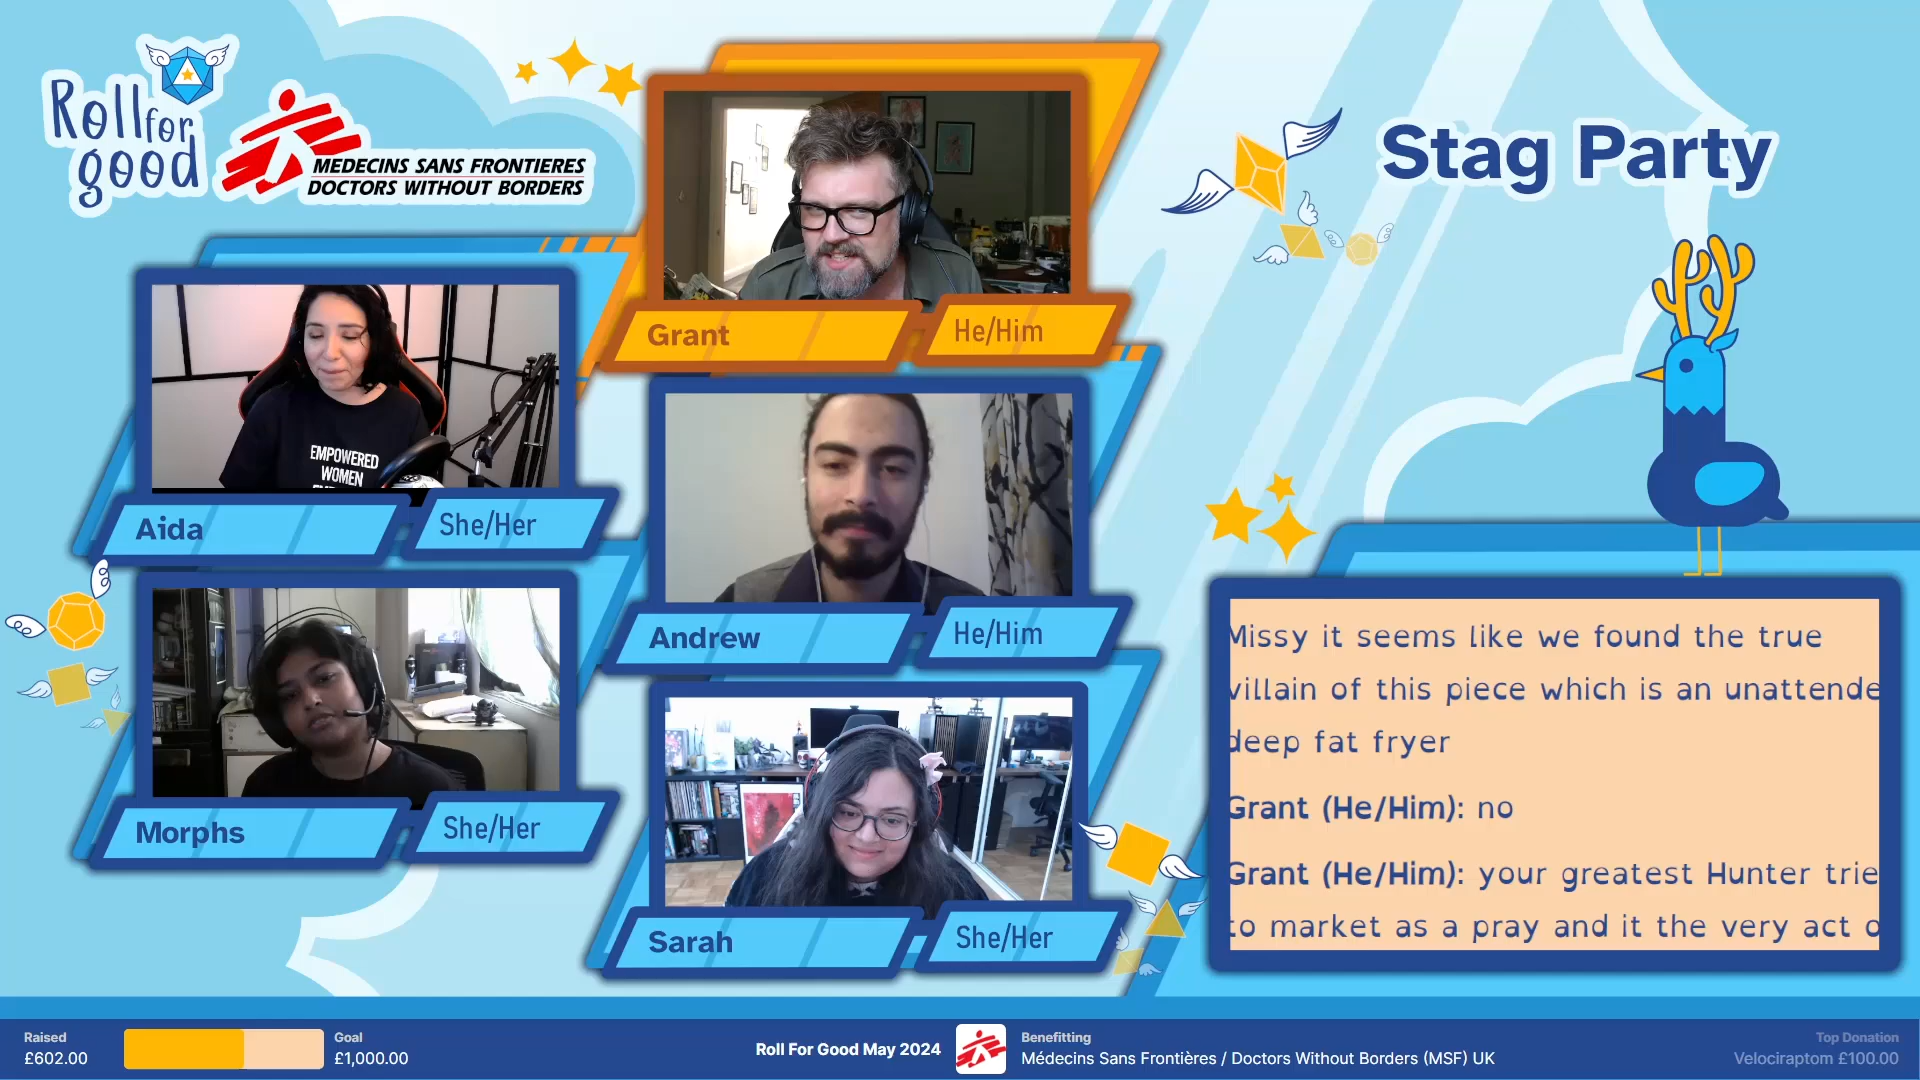 Roll for
good
MEDECINS SANS FRONTIERES
DOCTORS WITHOUT BORDERS
Stag Party
Grant
He/Him
EMPOWERED
WOMEN
Aida
She/Her
Andrew
He/Him
Morphs
She/Her
Sarah
She/Her
Missy it seems like we found the true
villain of this piece which is an unattende
deep fat fryer
Grant (He/Him): no
Grant (He/Him): your greatest Hunter trie
to market as a pray and it the very act o
Raised
£602.00
Goal
£1,000.00
Roll For Good May 2024
Benefitting
Médecins Sans Frontières / Doctors Without Borders (MSF) UK
Top Donation
Velociraptom £100.00